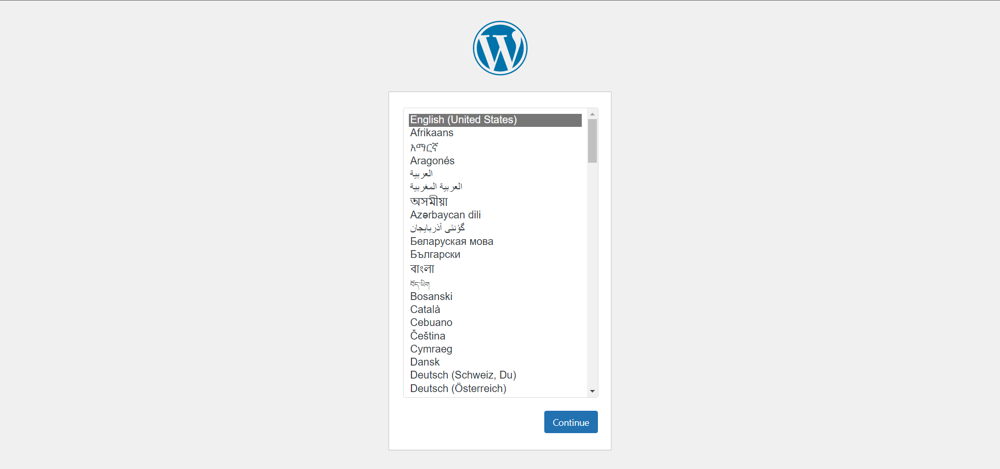 English (United States)
Afrikaans
አማርኛ
Aragonés
العربية
العربية المغربية
অসমীয়া
Azərbaycan dili
گؤنئی آذربایجان
Беларуская мова
Български
বাংলা
བོད་ཡིག
Bosanski
Català
Cebuano
Čeština
Cymraeg
Dansk
Deutsch (Schweiz, Du)
Deutsch (Österreich)
Continue